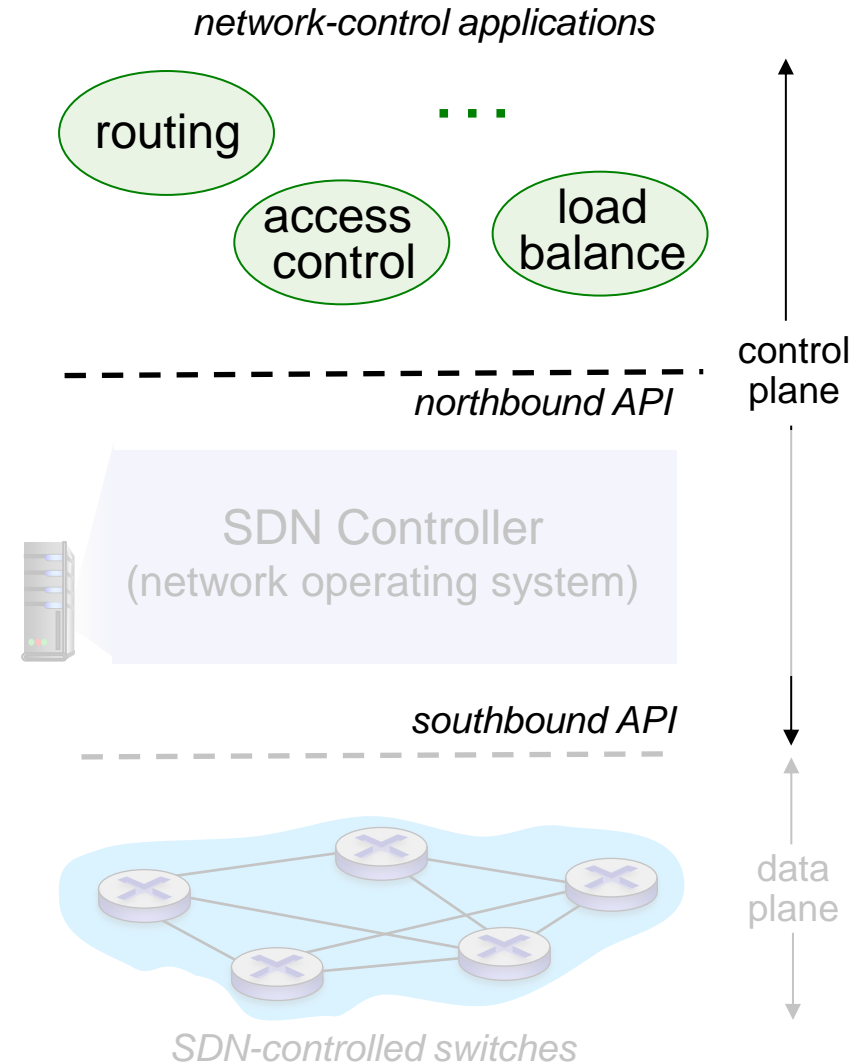 network-control applications
routing
. . .
access
control
load
balance
control
plane
northbound API
SDN Controller
(network operating system)
southbound API
data
plane
SDN-controlled switches